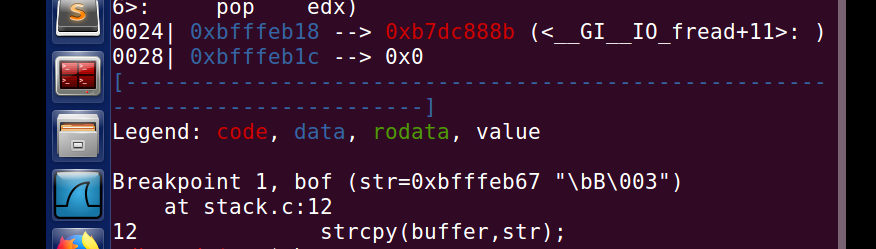 6>:     pop    edx)
0024| 0xbfffeb18 --> 0xb7dc888b (<__GI__IO_fread+11>: )
0028| 0xbfffeb1c --> 0x0
[------------------------------------------------------
------------------------]
Legend: code, data, rodata, value
Breakpoint 1, bof (str=0xbfffeb67 "\bB\003")
    at stack.c:12
12              strcpy(buffer,str);